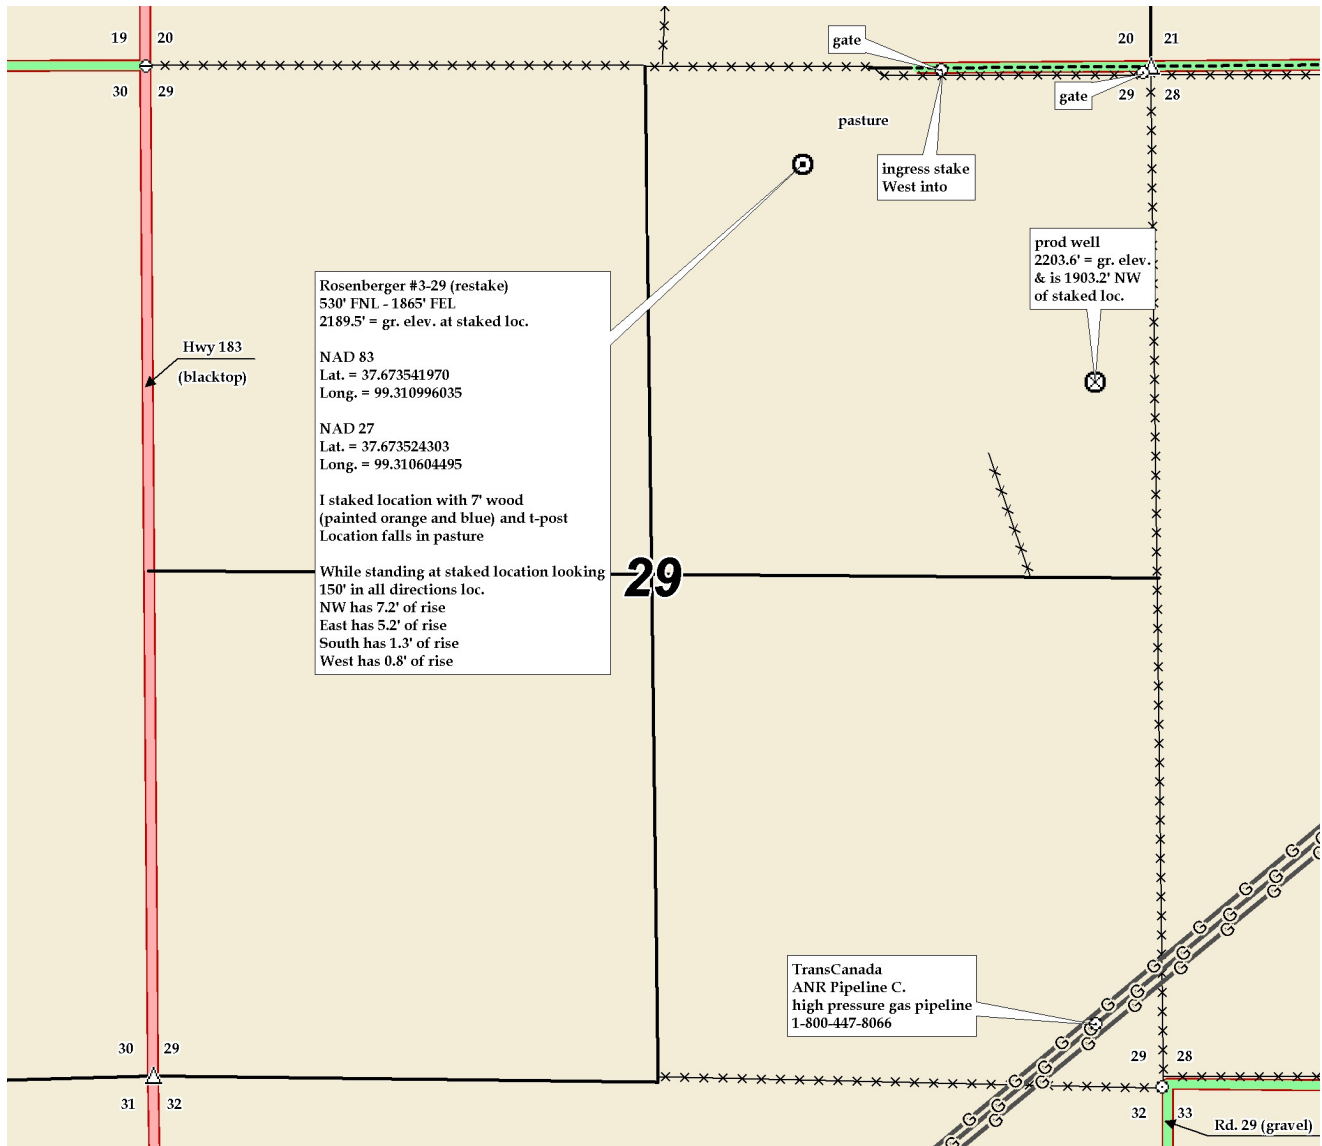 19 20
20 21
gate
30 29
gate
29 28
pasture
ingress stake
West into
prod well
2203.6' = gr. elev.
& is 1903.2' NW
of staked loc.
Rosenberger #3-29 (restake)
530' FNL - 1865' FEL
2189.5' = gr. elev. at staked loc.
NAD 83
Lat. = 37.673541970
Long. = 99.310996035
NAD 27
Lat. = 37.673524303
Long. = 99.310604495
I staked location with 7' wood
(painted orange and blue) and t-post
Location falls in pasture
While standing at staked location looking
150' in all directions loc.
NW has 7.2' of rise
East has 5.2' of rise
South has 1.3' of rise
West has 0.8' of rise
Hwy 183
(blacktop)
29
TransCanada
ANR Pipeline C.
high pressure gas pipeline
1-800-447-8066
G G G G G G G G G G G G G G G G G G G G G G G G
30 29
29 28
31 32
32 33
Rd. 29 (gravel)